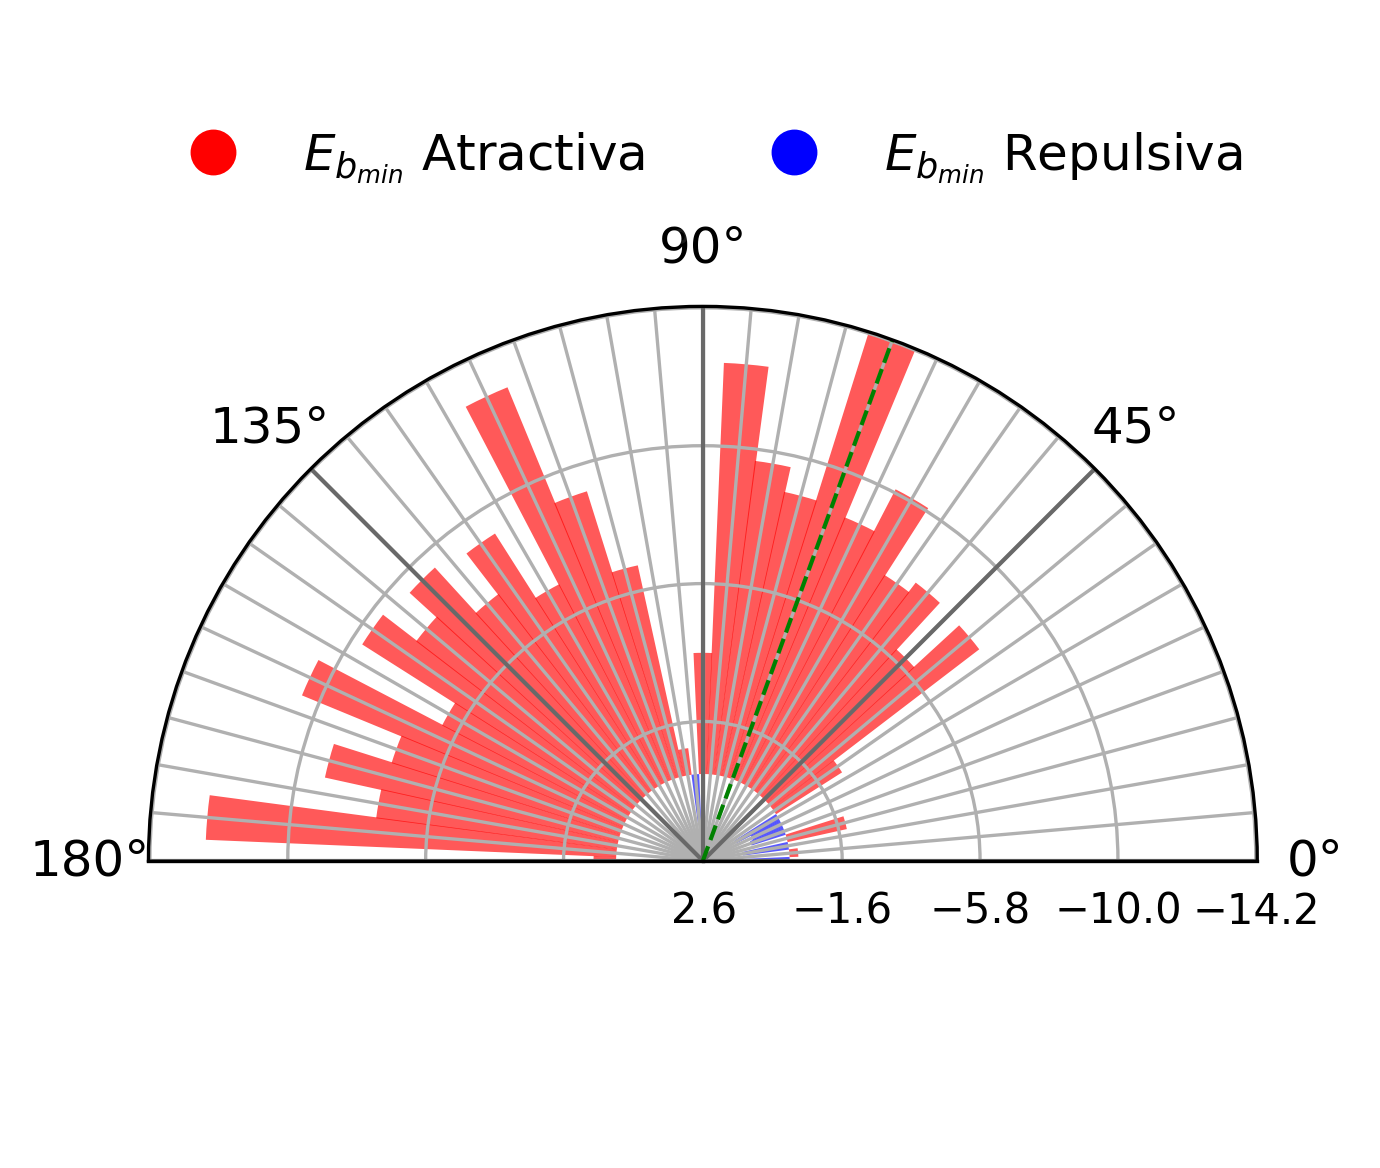 E_{b_{min}} Atractiva E_{b_{min}} Repulsiva
90°
135° 45°
180° 0°
2.6 −1.6 −5.8 −10.0 −14.2